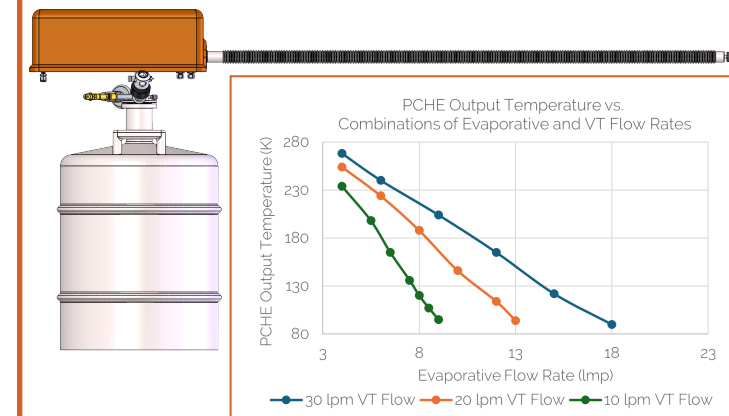 PCHE Output Temperature vs.
Combinations of Evaporative and VT Flow Rates
PCHE Output Temperature (K)
280
230
180
130
80
3 8 13 18 23
Evaporative Flow Rate (lmp)
30 lpm VT Flow 20 lpm VT Flow 10 lpm VT Flow